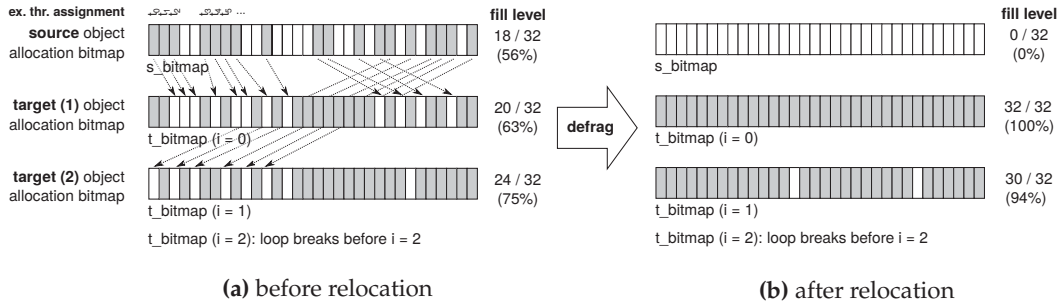 ex. thr. assignment ... fill level
source object 18 / 32
allocation bitmap (56%)
s_bitmap
target (1) object 20 / 32
allocation bitmap (63%)
t_bitmap (i = 0)
target (2) object 24 / 32
allocation bitmap (75%)
t_bitmap (i = 1)
t_bitmap (i = 2): loop breaks before i = 2
(a) before relocation
defrag
fill level
0 / 32
(0%)
s_bitmap
32 / 32
(100%)
t_bitmap (i = 0)
30 / 32
(94%)
t_bitmap (i = 1)
t_bitmap (i = 2): loop breaks before i = 2
(b) after relocation